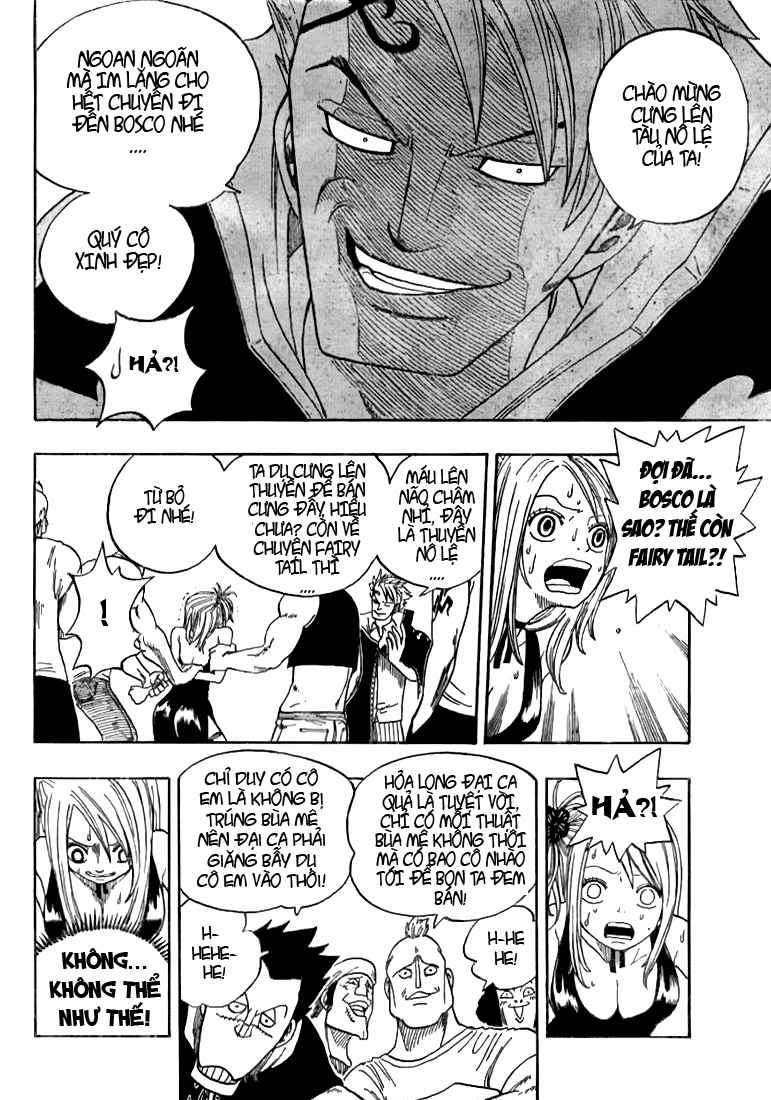 CHÀO MỪNG
CƯNG LÊN
TÀU NÔ LỆ
CỦA TA!
NGOAN NGOÃN
MÀ IM LẶNG CHO
HẾT CHUYẾN ĐI
ĐẾN BOSCO NHÉ
....
QUÝ CÔ
XINH ĐẸP!
HẢ?!
ĐỢI ĐÃ...
BOSCO LÀ
SAO? THẾ CÒN
FAIRY TAIL?!
MÁU LÊN
NÃO CHẬM
NHỈ, ĐÂY
LÀ THUYỀN
NÔ LỆ
....
TA DỤ CƯNG LÊN
THUYỀN ĐỂ BÁN
CƯNG ĐẤY, HIỂU
CHƯA? CÒN VỀ
CHUYỆN FAIRY
TAIL THÌ
....
TỪ BỎ
ĐI NHÉ!
!
HẢ?!
HỎA LONG ĐẠI CA
QUẢ LÀ TUYỆT VỜI,
CHỈ CÓ MỖI THUẬT
BÙA MÊ KHÔNG THÔI
MÀ CÓ BAO CÔ NHÀO
TỚI ĐỂ BỌN TA ĐEM
BÁN!
H-HE
HE!
CHỈ DUY CÓ CÔ
EM LÀ KHÔNG BỊ
TRÚNG BÙA MÊ
NÊN ĐẠI CA PHẢI
GIĂNG BẪY DỤ
CÔ EM VÀO THÔI!
H-
HEHE-
HE!
KHÔNG...
KHÔNG THỂ
NHƯ THẾ!